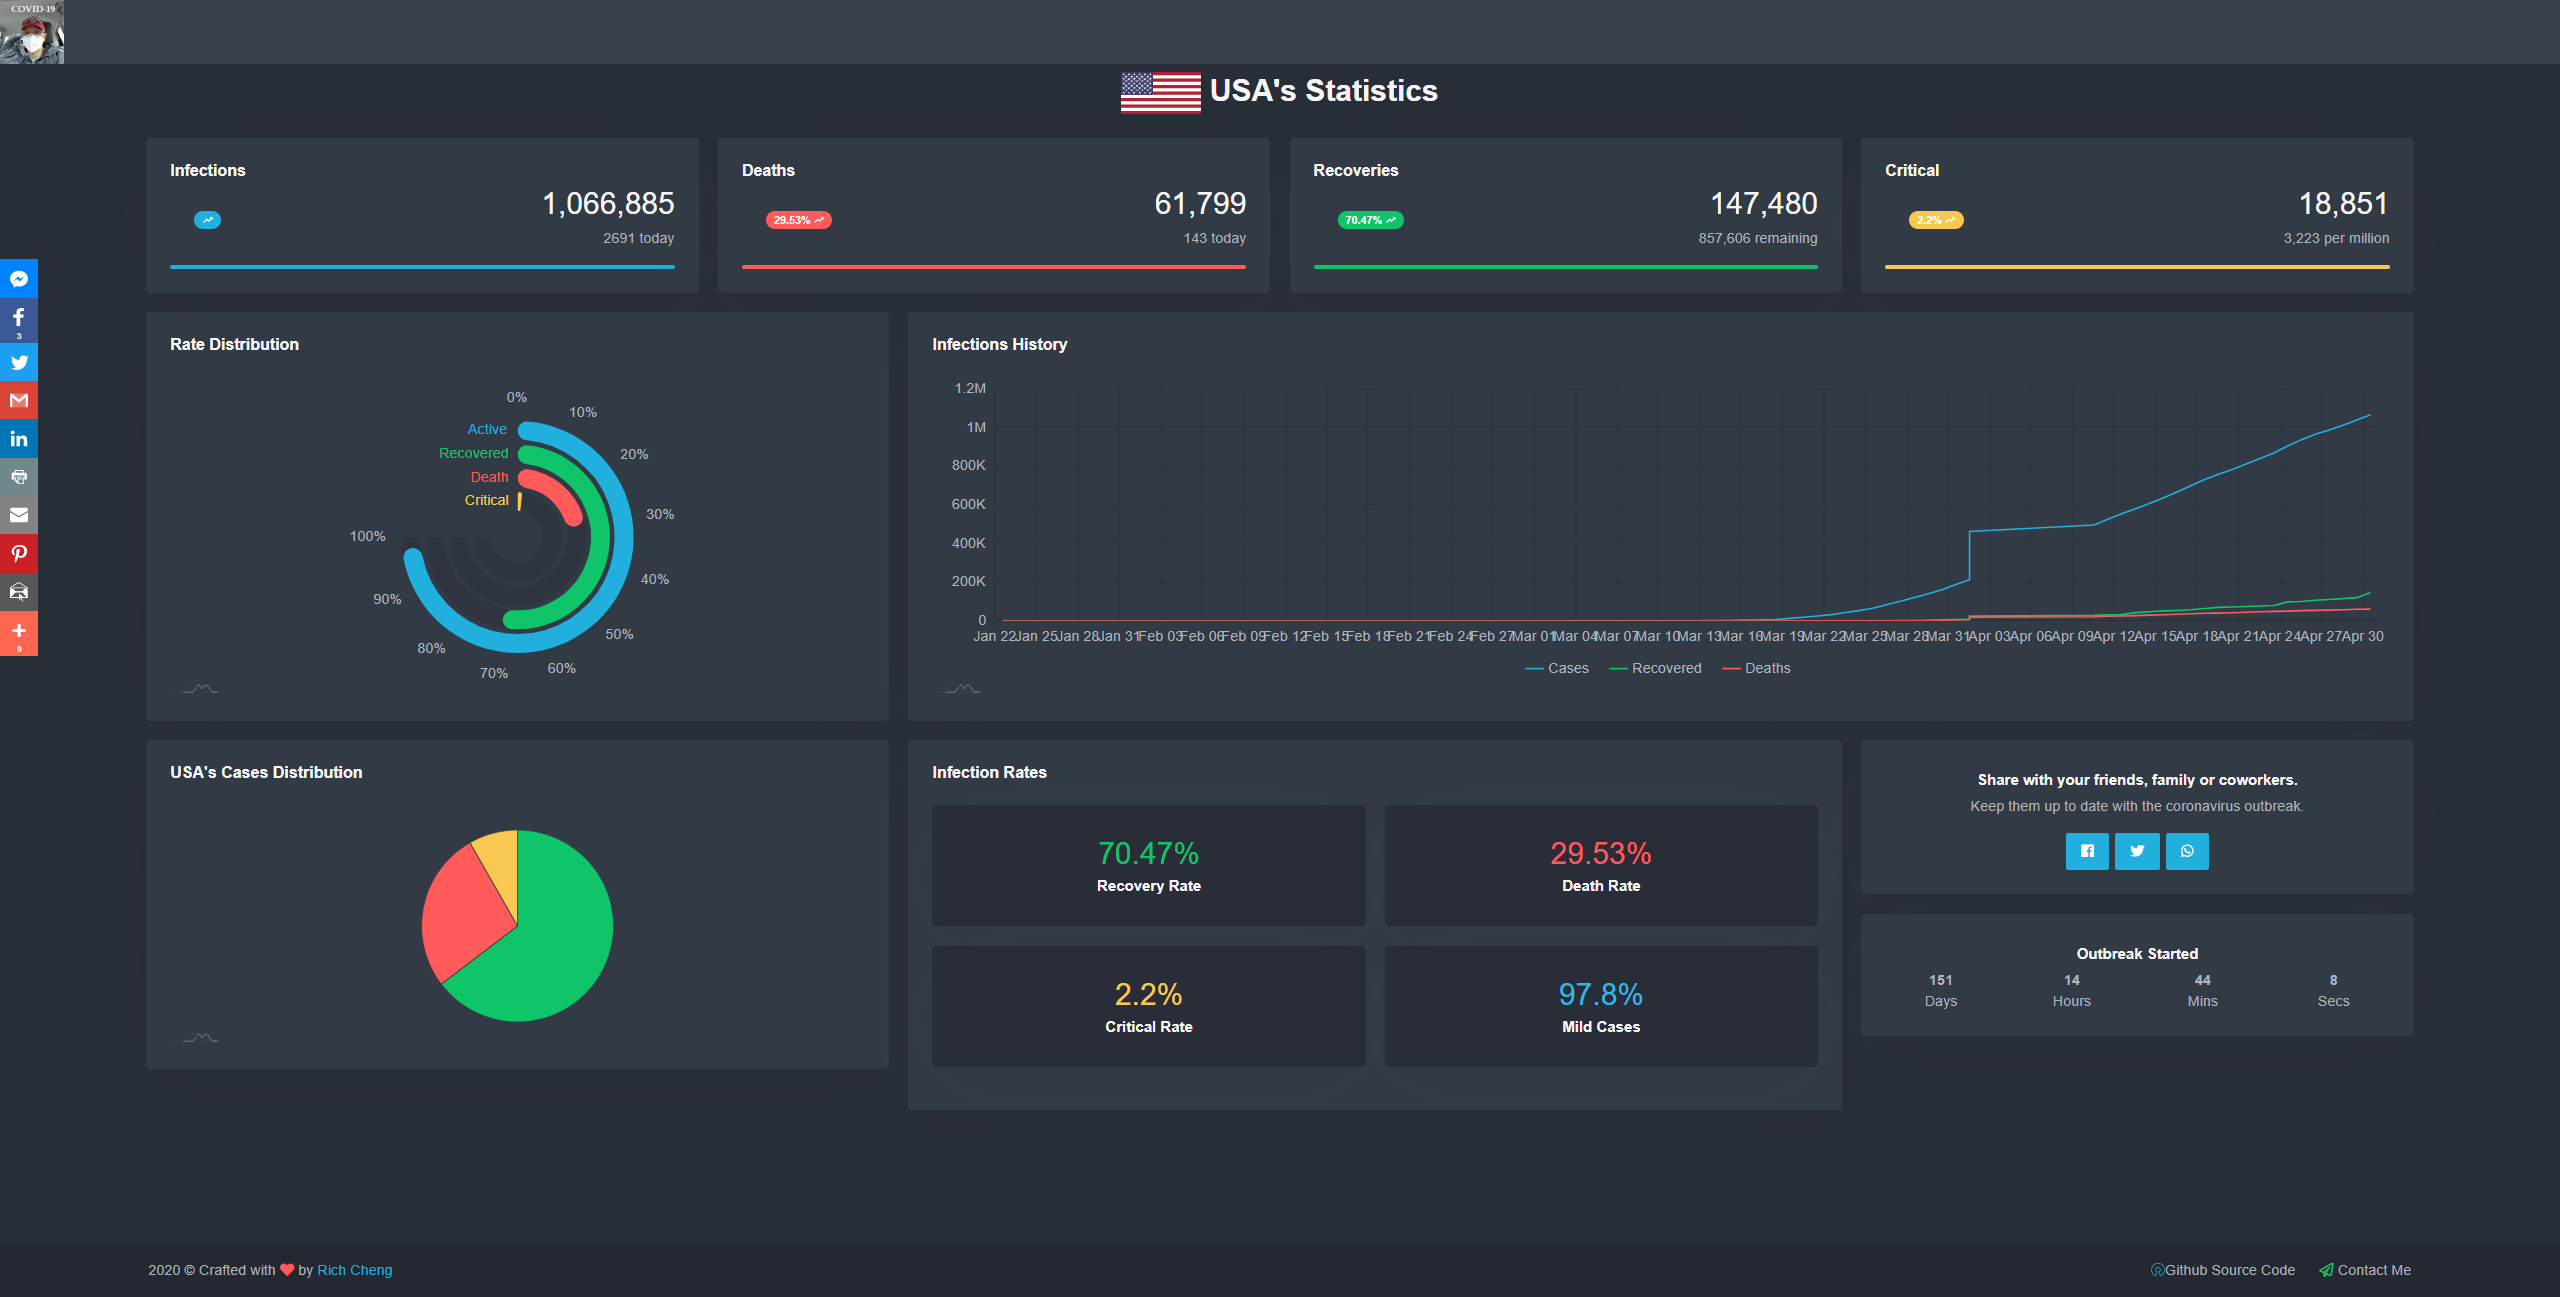 COVID-19
USA's Statistics
Infections
1,066,885
2691 today
Deaths
29.53%
61,799
143 today
Recoveries
70.47%
147,480
857,606 remaining
Critical
2.2%
18,851
3,223 per million
3
9
Rate Distribution
0%
10%
20%
30%
40%
50%
60%
70%
80%
90%
100%
Active
Recovered
Death
Critical
Infections History
1.2M
1M
800K
600K
400K
200K
0
Jan 22 Jan 25 Jan 28 Jan 31 Feb 03 Feb 06 Feb 09 Feb 12 Feb 15 Feb 18 Feb 21 Feb 24 Feb 27 Mar 01 Mar 04 Mar 07 Mar 10 Mar 13 Mar 16 Mar 19 Mar 22 Mar 25 Mar 28 Mar 31 Apr 03 Apr 06 Apr 09 Apr 12 Apr 15 Apr 18 Apr 21 Apr 24 Apr 27 Apr 30
Cases Recovered Deaths
USA's Cases Distribution
Infection Rates
70.47%
Recovery Rate
29.53%
Death Rate
2.2%
Critical Rate
97.8%
Mild Cases
Share with your friends, family or coworkers.
Keep them up to date with the coronavirus outbreak.
Outbreak Started
151 14 44 8
Days Hours Mins Secs
2020 © Crafted with ❤ by Rich Cheng
Github Source Code Contact Me